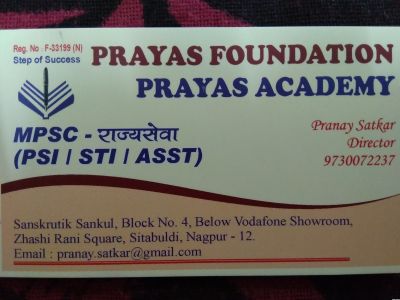 Reg. No F-33199 (N)
Step of Success
PRAYAS FOUNDATION
PRAYAS ACADEMY
MPSC - राज्यसेवा
(PSI / STI / ASST)
Pranay Satkar
Director
9730072237
Sanskrutik Sankul, Block No. 4, Below Vodafone Showroom,
Zhashi Rani Square, Sitabuldi, Nagpur - 12.
Email : pranay.satkar@gmail.com